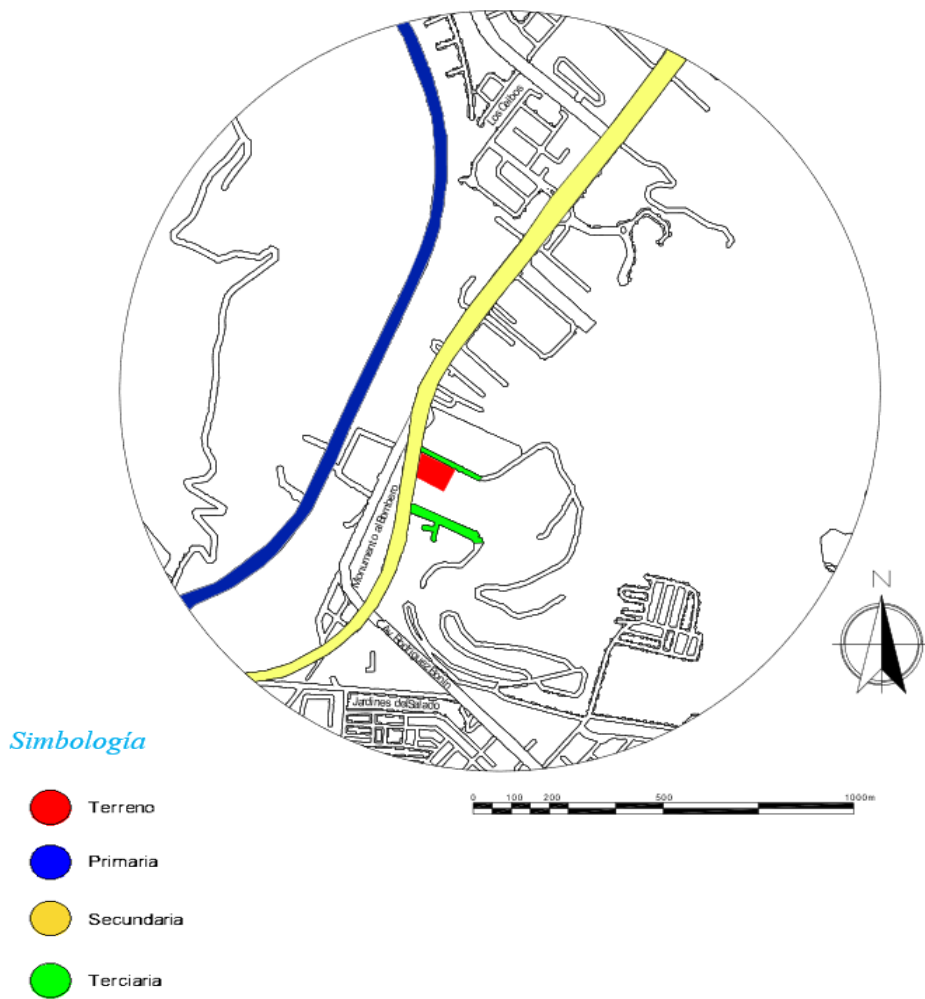 Los Ceibos
Monumento al Bombero
Jardines del Salado
N
0 100 200 500 1000m
Simbología
Terreno
Primaria
Secundaria
Terciaria